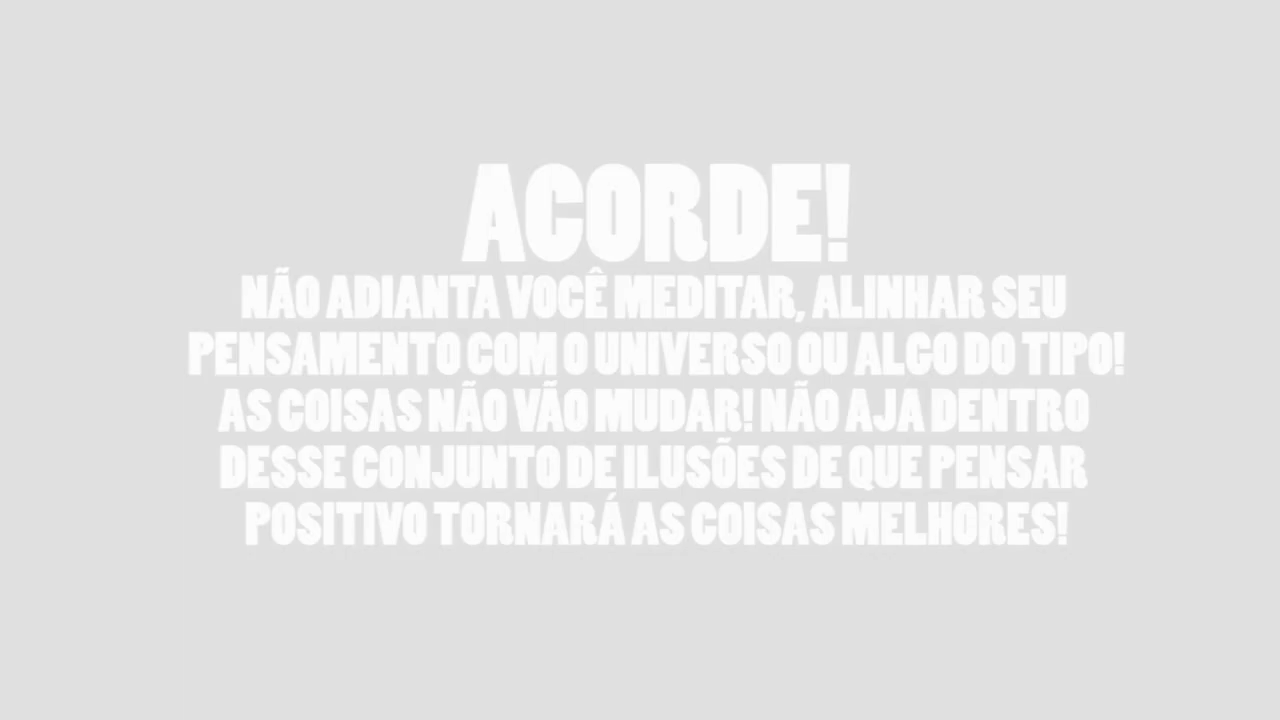 ACORDE!
NÃO ADIANTA VOCÊ MEDITAR, ALINHAR SEU
PENSAMENTO COM O UNIVERSO OU ALGO DO TIPO!
AS COISAS NÃO VÃO MUDAR! NÃO AJA DENTRO
DESSE CONJUNTO DE ILUSÕES DE QUE PENSAR
POSITIVO TORNARÁ AS COISAS MELHORES!